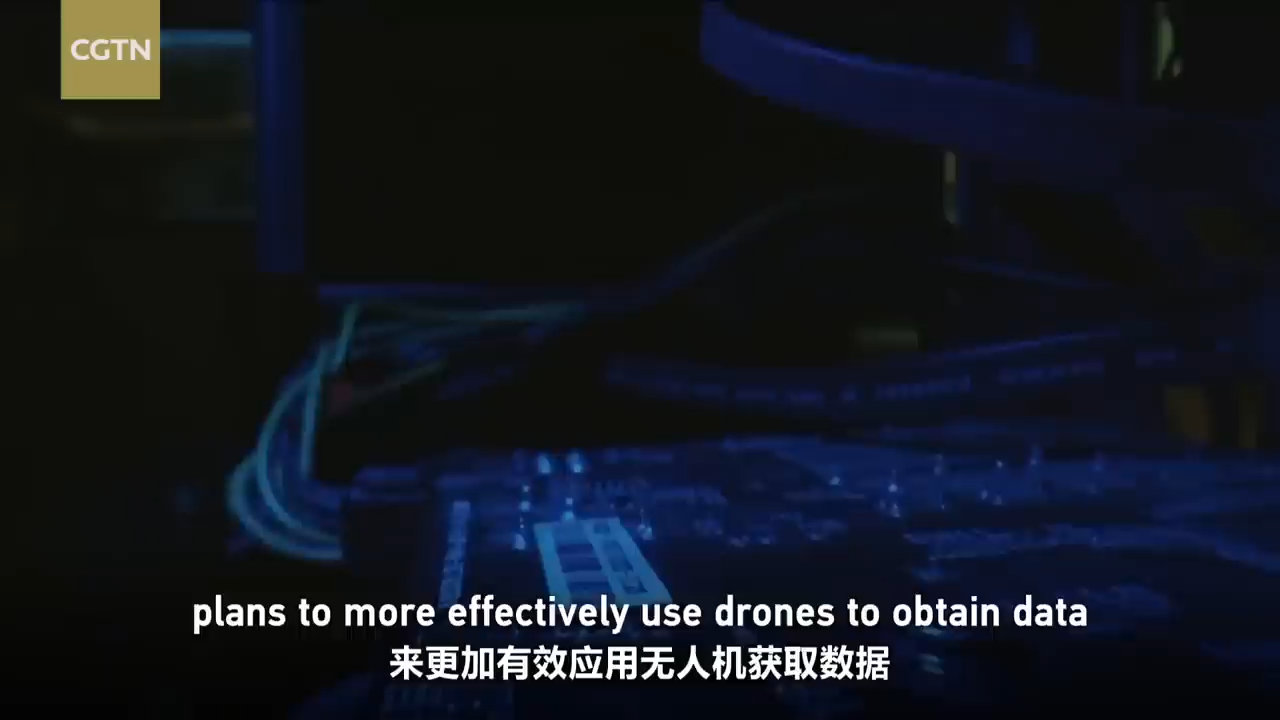 CGTN
plans to more effectively use drones to obtain data
来更加有效应用无人机获取数据